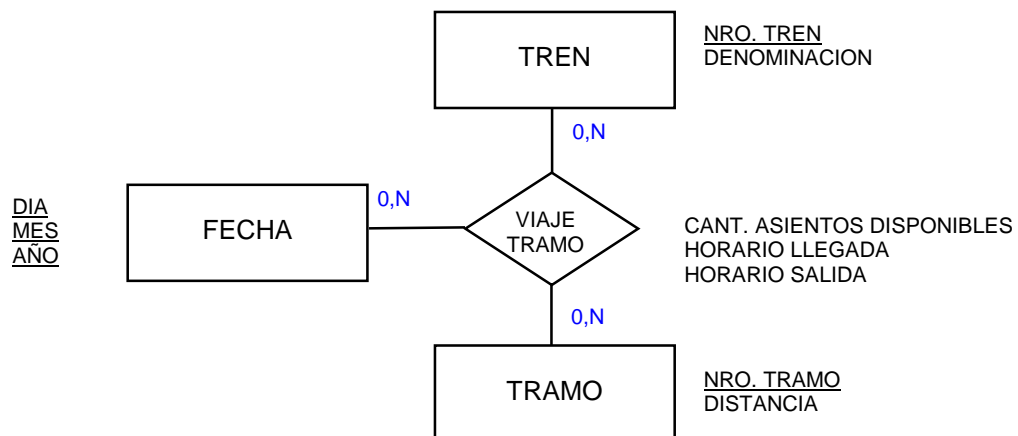 TREN
NRO. TREN
DENOMINACION
0,N
DIA
MES
AÑO
FECHA
0,N
VIAJE
TRAMO
CANT. ASIENTOS DISPONIBLES
HORARIO LLEGADA
HORARIO SALIDA
0,N
TRAMO
NRO. TRAMO
DISTANCIA